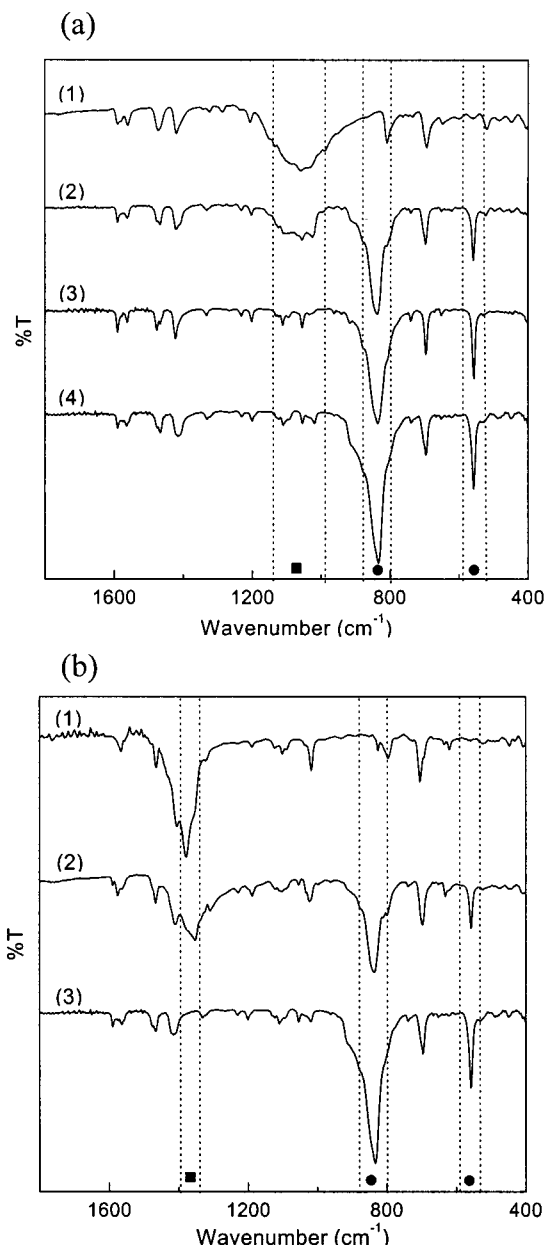 (a)
(1)
(2)
(3)
(4)
%T
1600
1200
800
400
Wavenumber (cm⁻¹)
(b)
(1)
(2)
(3)
%T
1600
1200
800
400
Wavenumber (cm⁻¹)